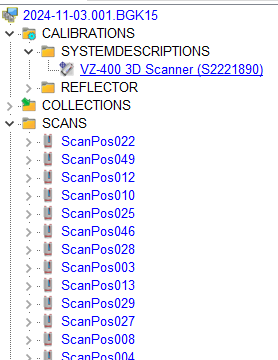 2024-11-03.001.BGK15
CALIBRATIONS
SYSTEMDESCRIPTIONS
VZ-400 3D Scanner (S2221890)
REFLECTOR
COLLECTIONS
SCANS
ScanPos022
ScanPos049
ScanPos012
ScanPos010
ScanPos025
ScanPos046
ScanPos028
ScanPos003
ScanPos013
ScanPos029
ScanPos027
ScanPos008
ScanPos004